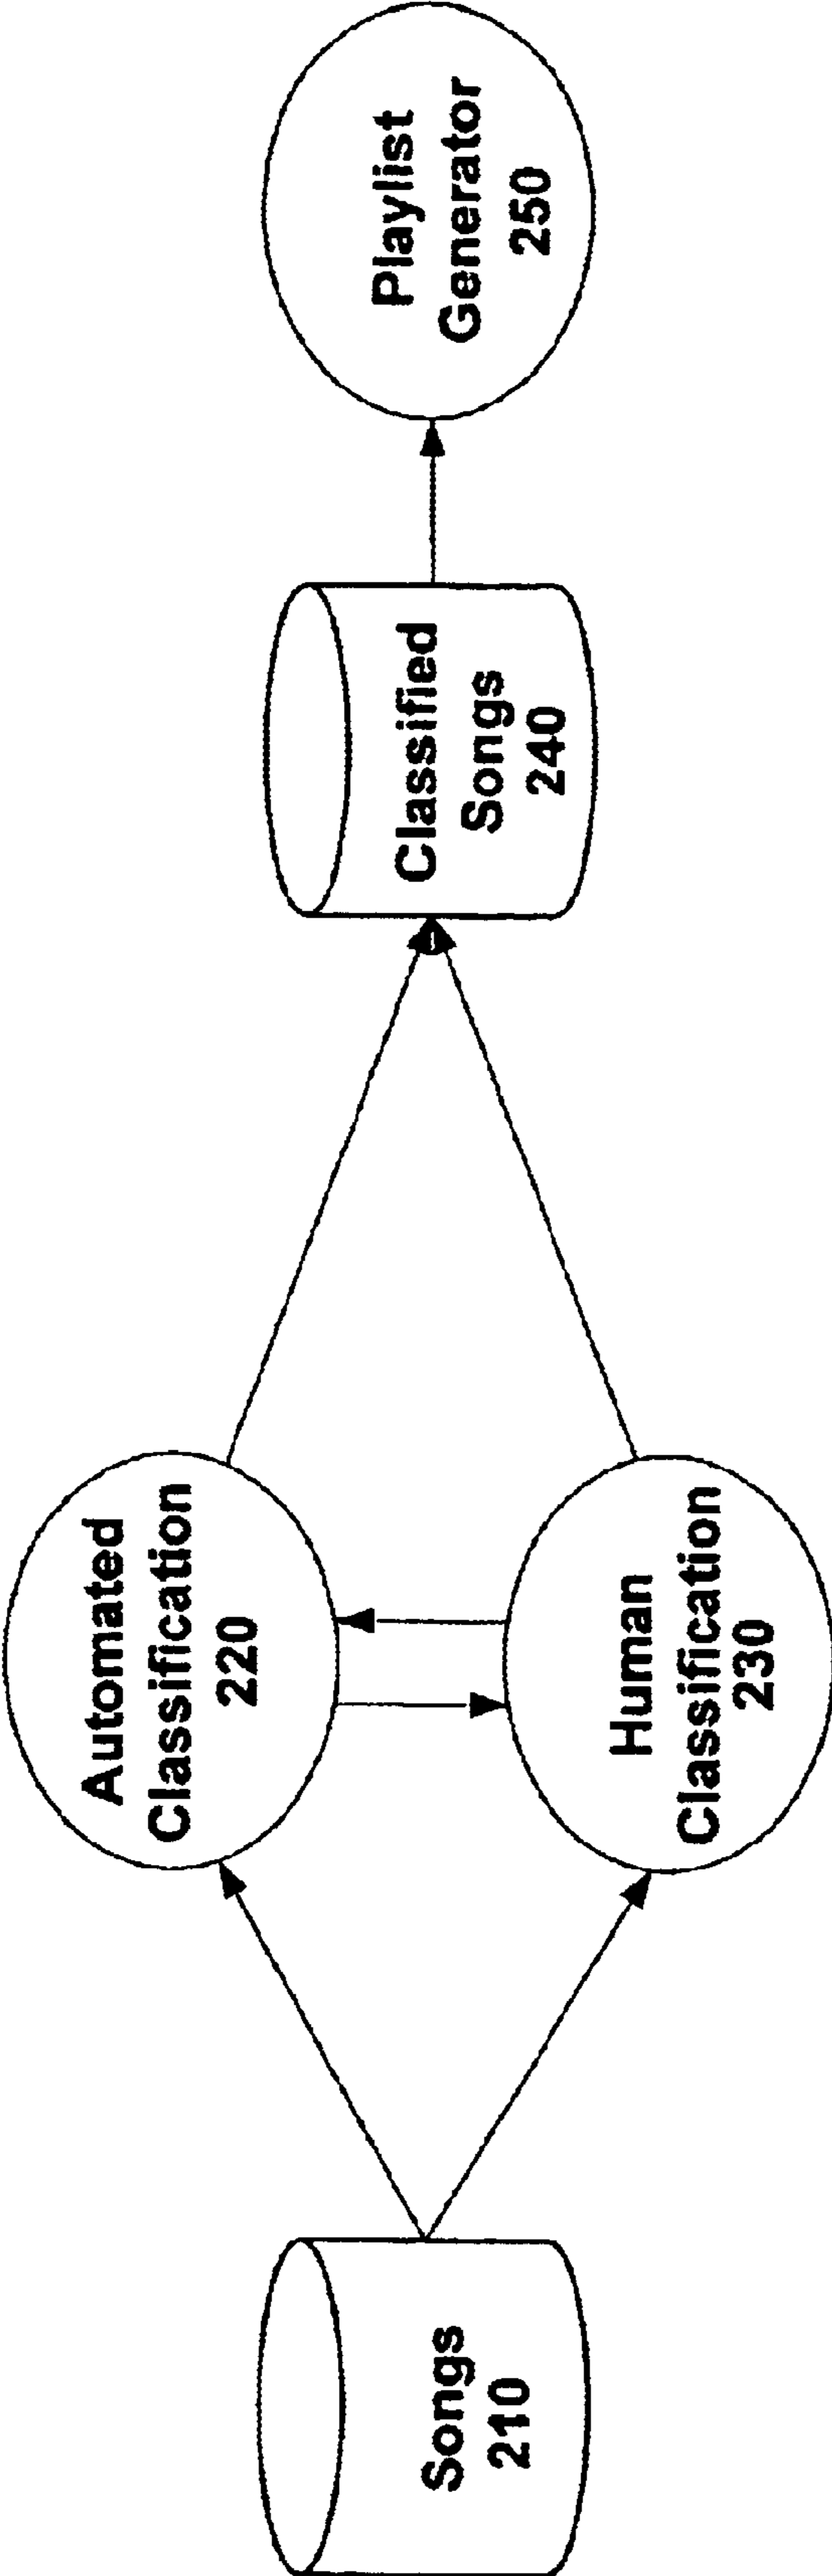 Songs
210
Automated
Classification
220
Human
Classification
230
Classified
Songs
240
Playlist
Generator
250